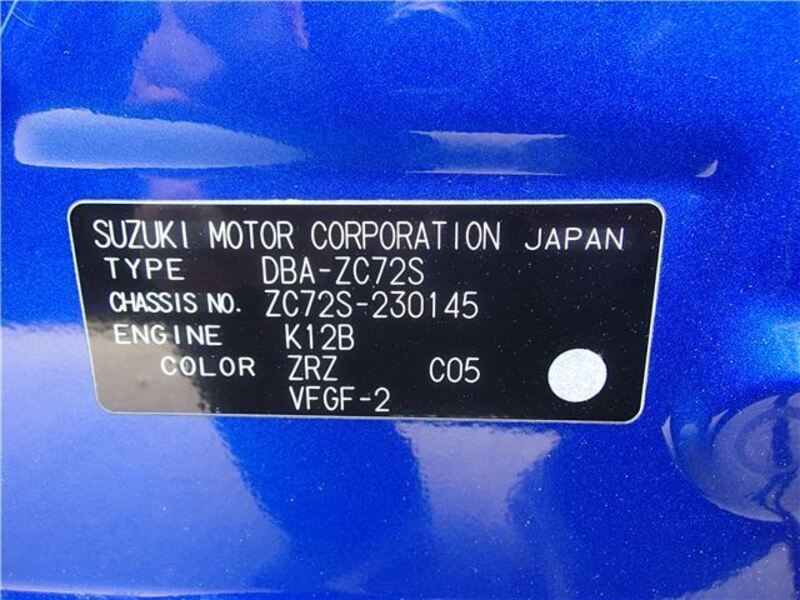 SUZUKI MOTOR CORPORATION JAPAN
TYPE DBA-ZC72S
CHASSIS NO. ZC72S-230145
ENGINE K12B
COLOR ZRZ C05
VFGF-2